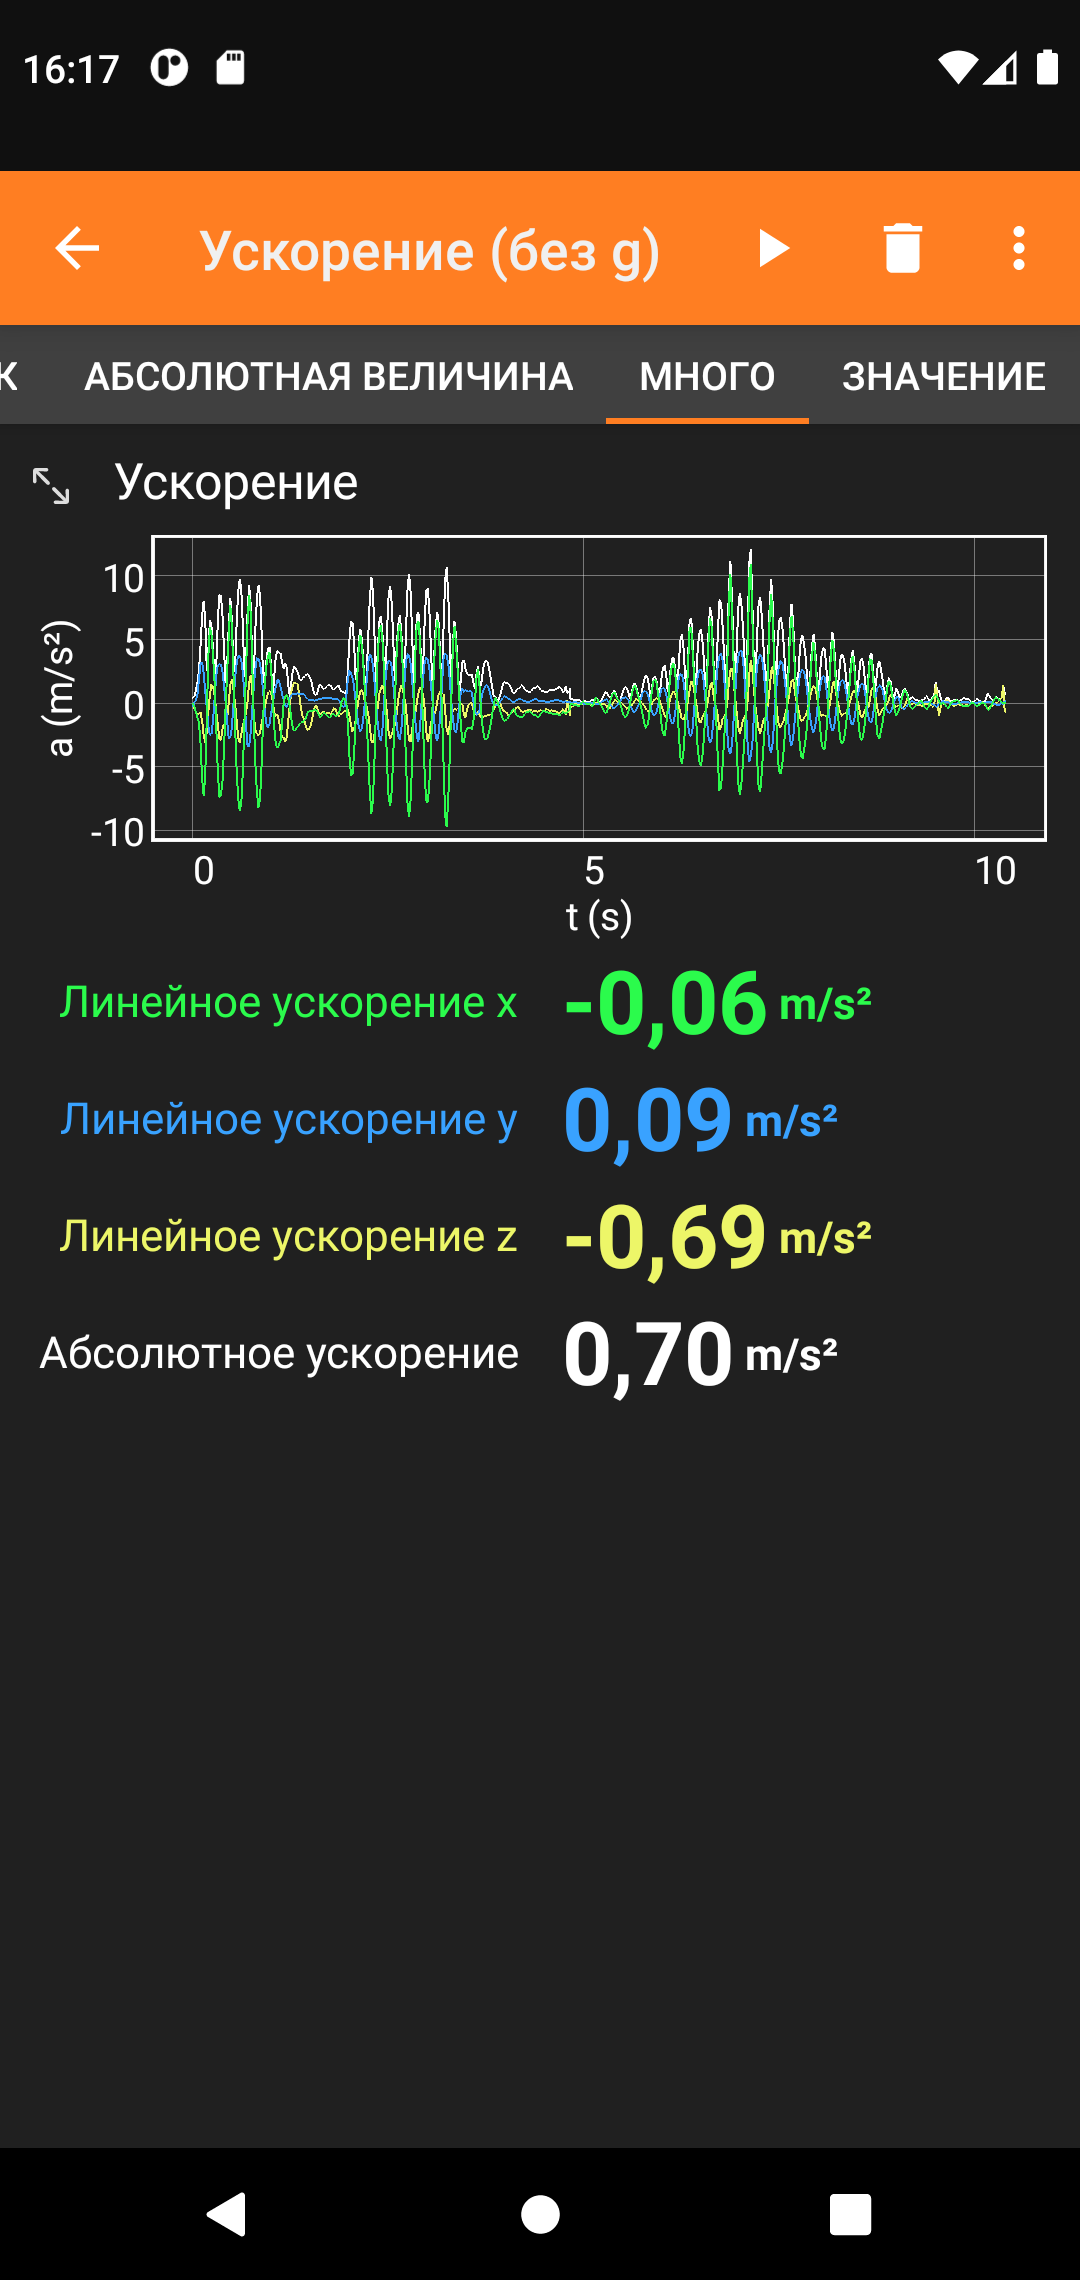 16:17
Ускорение (без g)
К АБСОЛЮТНАЯ ВЕЛИЧИНА МНОГО ЗНАЧЕНИЕ
Ускорение
a (m/s²)
10
5
0
-5
-10
0 5 10
t (s)
Линейное ускорение x -0,06 m/s²
Линейное ускорение y 0,09 m/s²
Линейное ускорение z -0,69 m/s²
Абсолютное ускорение 0,70 m/s²